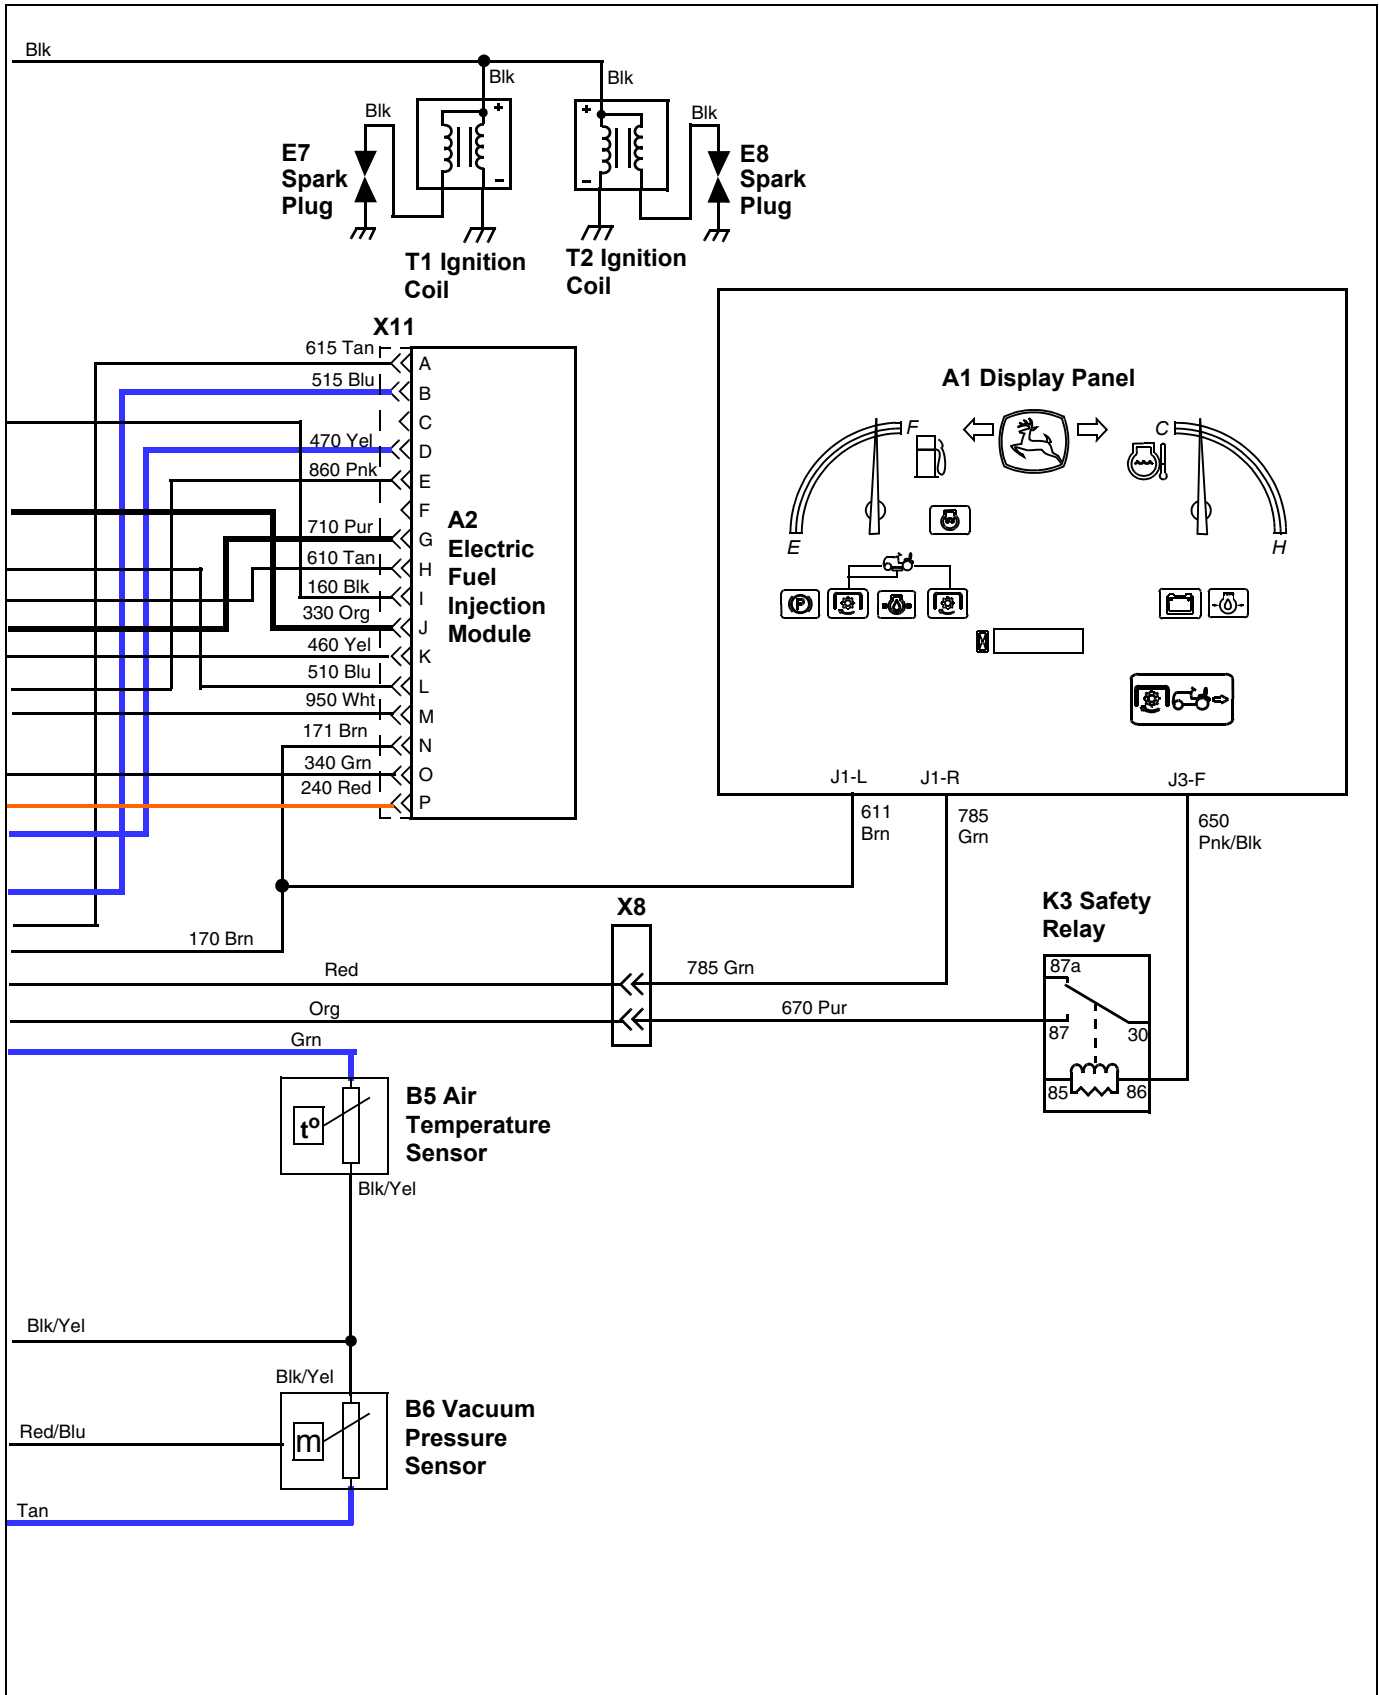 Blk
Blk
Blk
Blk
Blk
+
+
-
-
E7
Spark
Plug
E8
Spark
Plug
T1 Ignition
Coil
T2 Ignition
Coil
X11
615 Tan
A
515 Blu
B
C
470 Yel
D
860 Pnk
E
F
710 Pur
G
610 Tan
H
160 Blk
I
330 Org
J
460 Yel
K
510 Blu
L
950 Wht
M
171 Brn
N
340 Grn
O
240 Red
P
A2
Electric
Fuel
Injection
Module
A1 Display Panel
F
C
E
H
P
J1-L
J1-R
J3-F
611
Brn
785
Grn
650
Pnk/Blk
170 Brn
X8
K3 Safety
Relay
Red
785 Grn
Org
670 Pur
87a
87
30
85
86
Grn
to
B5 Air
Temperature
Sensor
Blk/Yel
Blk/Yel
Blk/Yel
Red/Blu
m
B6 Vacuum
Pressure
Sensor
Tan